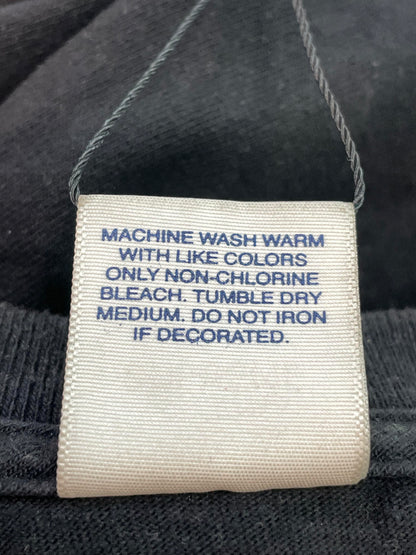 MACHINE WASH WARM
WITH LIKE COLORS
ONLY NON-CHLORINE
BLEACH. TUMBLE DRY
MEDIUM. DO NOT IRON
IF DECORATED.